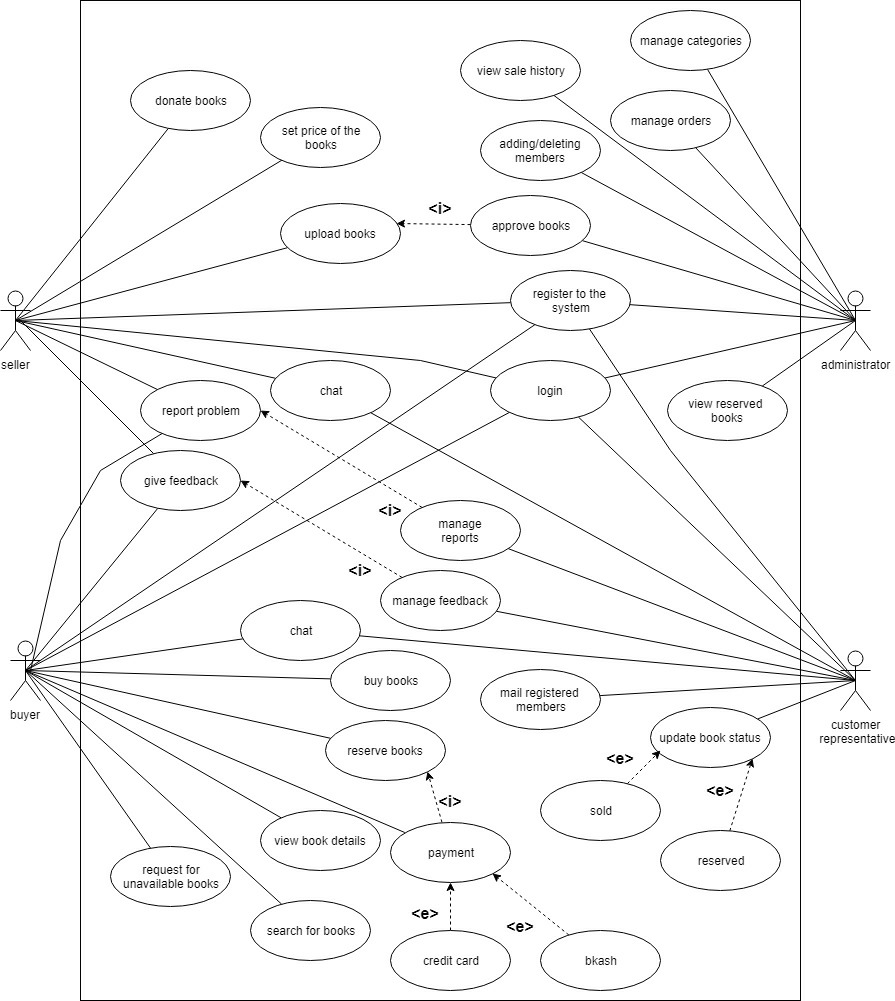 manage categories
view sale history
donate books
manage orders
set price of the
books
adding/deleting
members
<i>
upload books
approve books
register to the
system
seller
administrator
chat
login
report problem
view reserved
books
give feedback
<i>
manage
reports
<i>
manage feedback
chat
buy books
mail registered
members
buyer
customer
representative
update book status
reserve books
<e>
<e>
<i>
sold
view book details
payment
reserved
request for
unavailable books
<e>
<e>
search for books
credit card
bkash